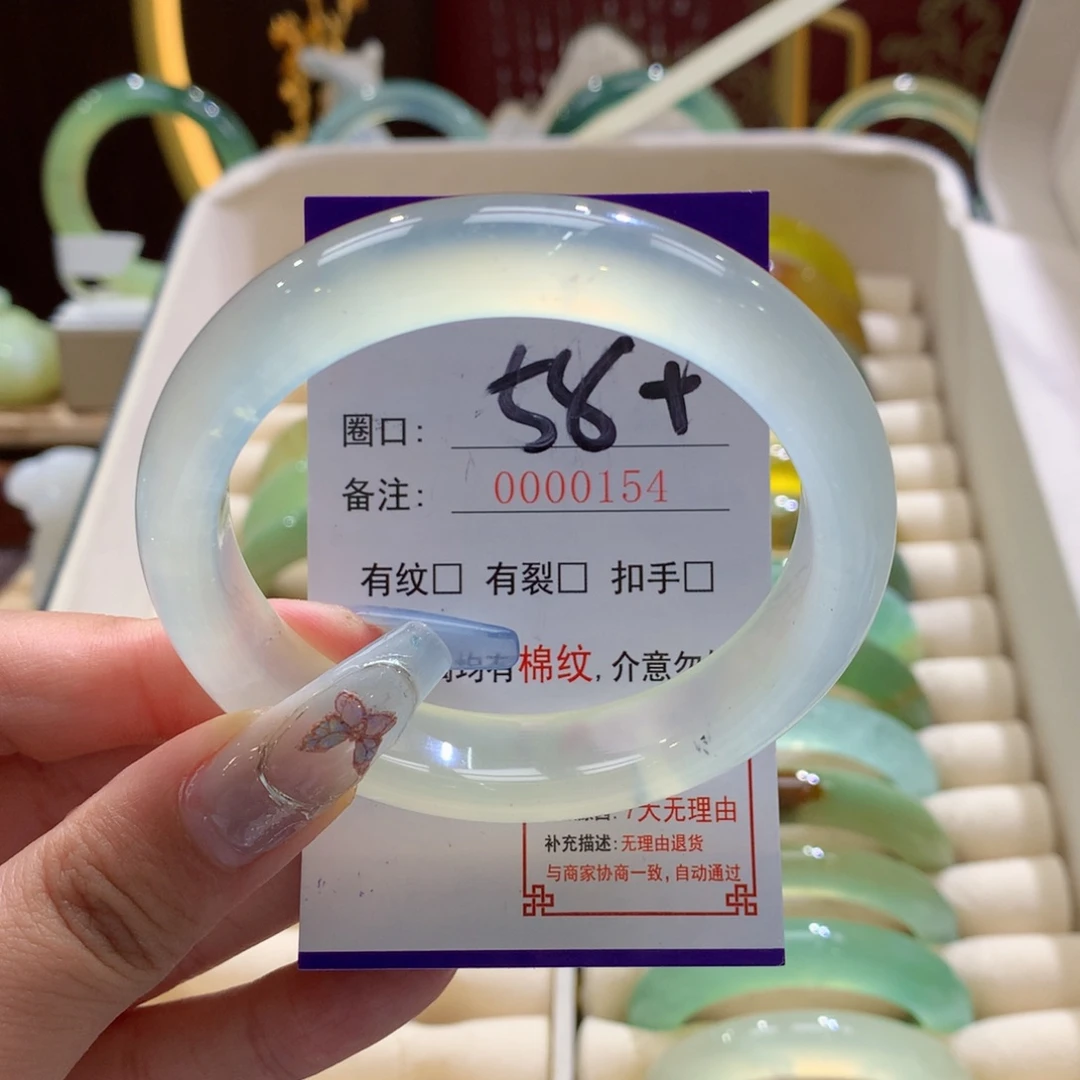 圈口: 56+
备注: 0000154
有纹□ 有裂□ 扣手□
均有棉纹, 介意勿
7天无理由
补充描述: 无理由退货
与商家协商一致, 自动通过